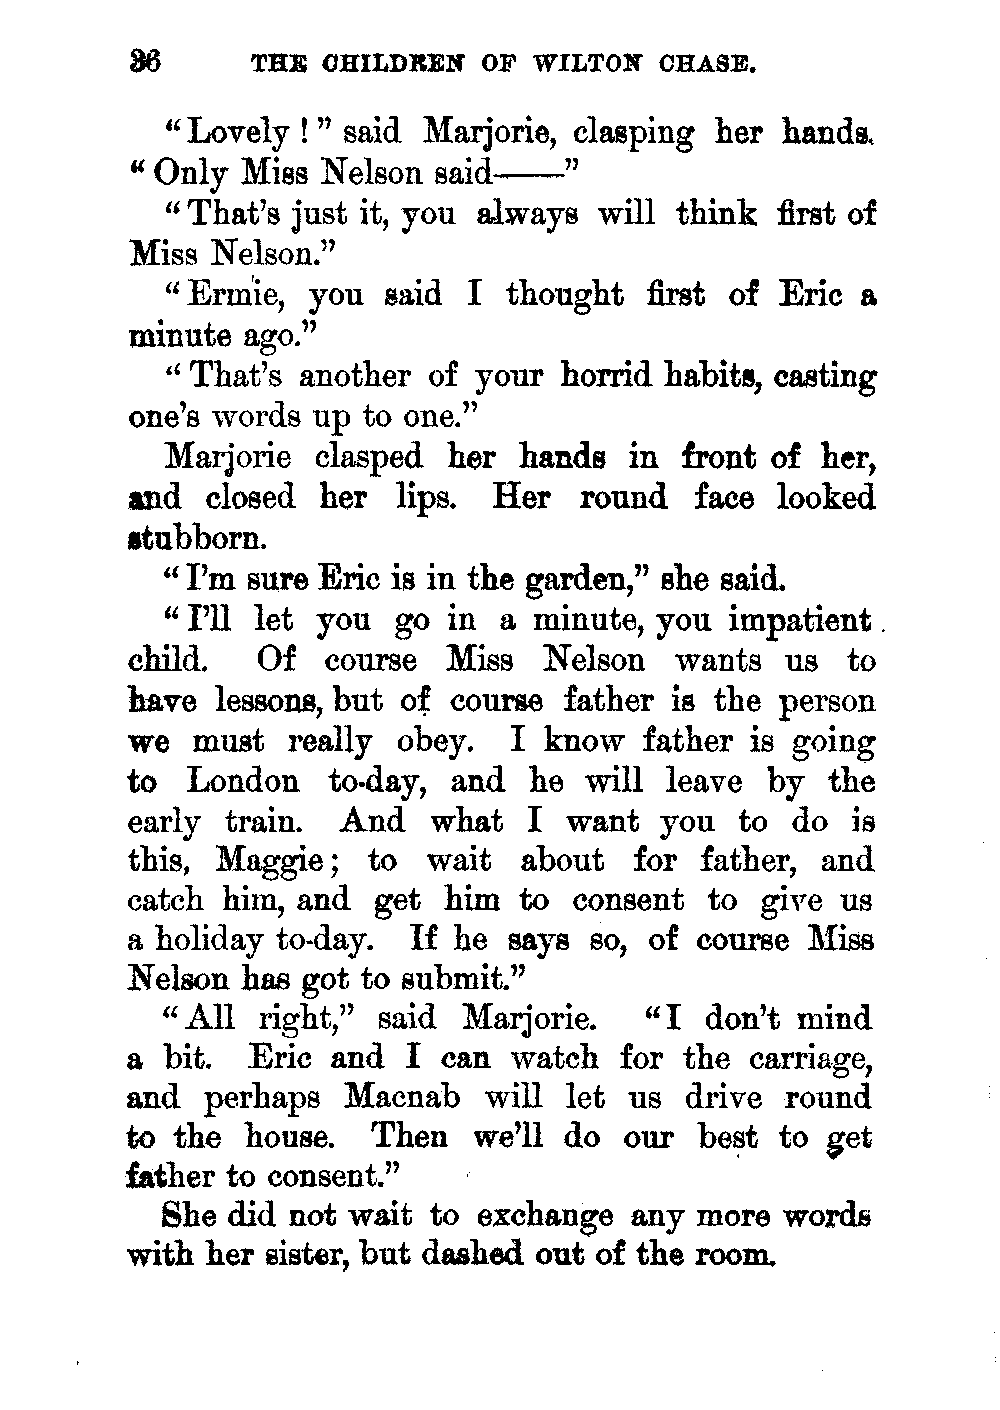 36 THE CHILDREN OF WILTON CHASE.
"Lovely!" said Marjorie, clasping her hands.
"Only Miss Nelson said——"
"That's just it, you always will think first of
Miss Nelson."
"Ermie, you said I thought first of Eric a
minute ago."
"That's another of your horrid habits, casting
one's words up to one."
Marjorie clasped her hands in front of her,
and closed her lips. Her round face looked
stubborn.
"I'm sure Eric is in the garden," she said.
"I'll let you go in a minute, you impatient
child. Of course Miss Nelson wants us to
have lessons, but of course father is the person
we must really obey. I know father is going
to London to-day, and he will leave by the
early train. And what I want you to do is
this, Maggie; to wait about for father, and
catch him, and get him to consent to give us
a holiday to-day. If he says so, of course Miss
Nelson has got to submit."
"All right," said Marjorie. "I don't mind
a bit. Eric and I can watch for the carriage,
and perhaps Macnab will let us drive round
to the house. Then we'll do our best to get
father to consent."
She did not wait to exchange any more words
with her sister, but dashed out of the room.